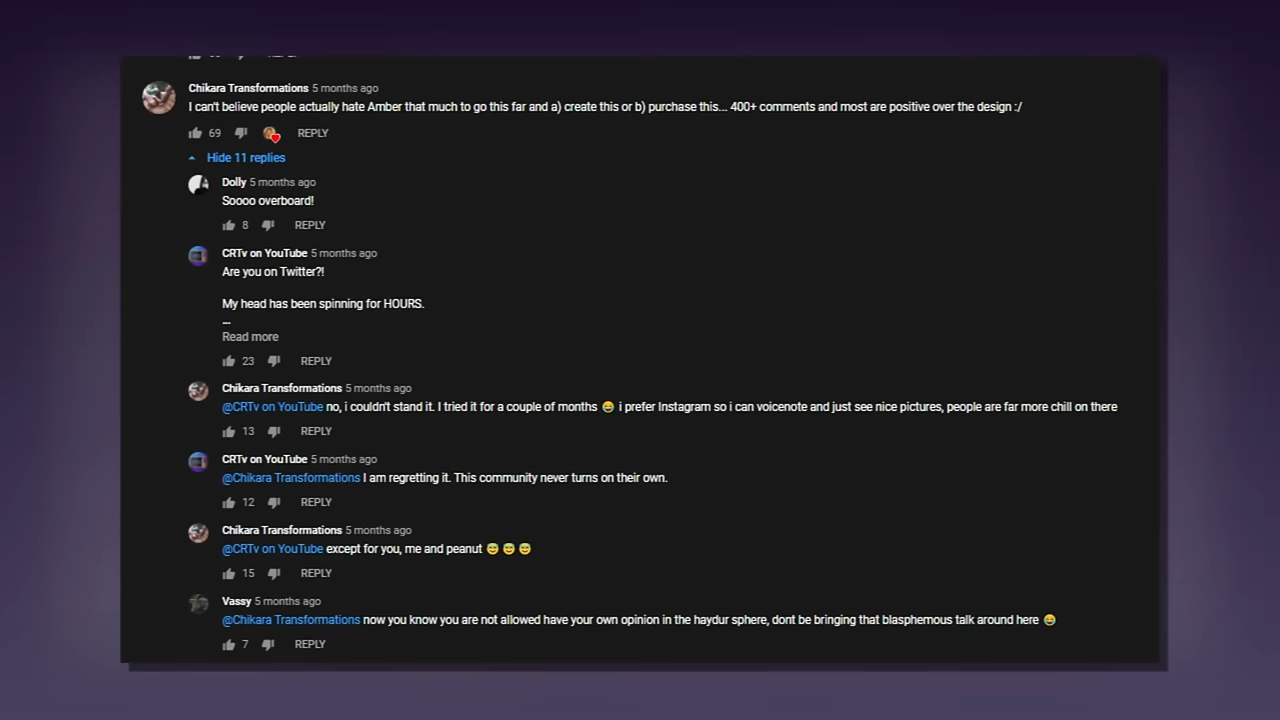 Chikara Transformations 5 months ago
I can't believe people actually hate Amber that much to go this far and a) create this or b) purchase this... 400+ comments and most are positive over the design :/
69 REPLY
Hide 11 replies
Dolly 5 months ago
Soooo overboard!
8 REPLY
CRTv on YouTube 5 months ago
Are you on Twitter?!
My head has been spinning for HOURS.
...
Read more
23 REPLY
Chikara Transformations 5 months ago
@CRTv on YouTube no, i couldn't stand it. I tried it for a couple of months 😂 i prefer Instagram so i can voicenote and just see nice pictures, people are far more chill on there
13 REPLY
CRTv on YouTube 5 months ago
@Chikara Transformations I am regretting it. This community never turns on their own.
12 REPLY
Chikara Transformations 5 months ago
@CRTv on YouTube except for you, me and peanut 😇 😇 😇
15 REPLY
Vassy 5 months ago
@Chikara Transformations now you know you are not allowed have your own opinion in the haydur sphere, dont be bringing that blasphemous talk around here 😂
7 REPLY